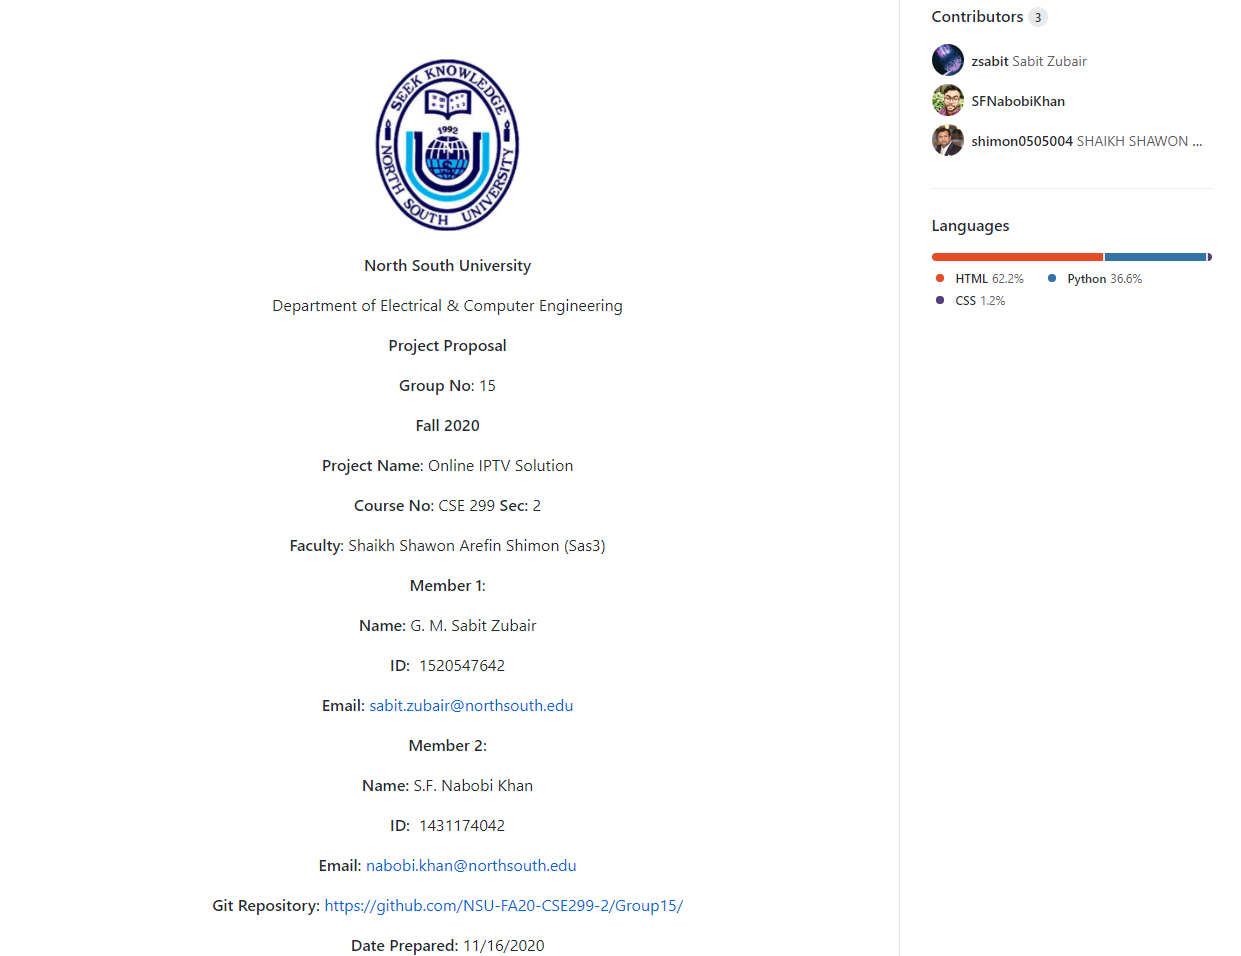 SEEK KNOWLEDGE
1992
NORTH SOUTH UNIVERSITY
North South University
Department of Electrical & Computer Engineering
Project Proposal
Group No: 15
Fall 2020
Project Name: Online IPTV Solution
Course No: CSE 299 Sec: 2
Faculty: Shaikh Shawon Arefin Shimon (Sas3)
Member 1:
Name: G. M. Sabit Zubair
ID: 1520547642
Email: sabit.zubair@northsouth.edu
Member 2:
Name: S.F. Nabobi Khan
ID: 1431174042
Email: nabobi.khan@northsouth.edu
Git Repository: https://github.com/NSU-FA20-CSE299-2/Group15/
Date Prepared: 11/16/2020
Contributors 3
zsabit Sabit Zubair
SFNabobiKhan
shimon0505004 SHAIKH SHAWON ...
Languages
HTML 62.2% Python 36.6%
CSS 1.2%